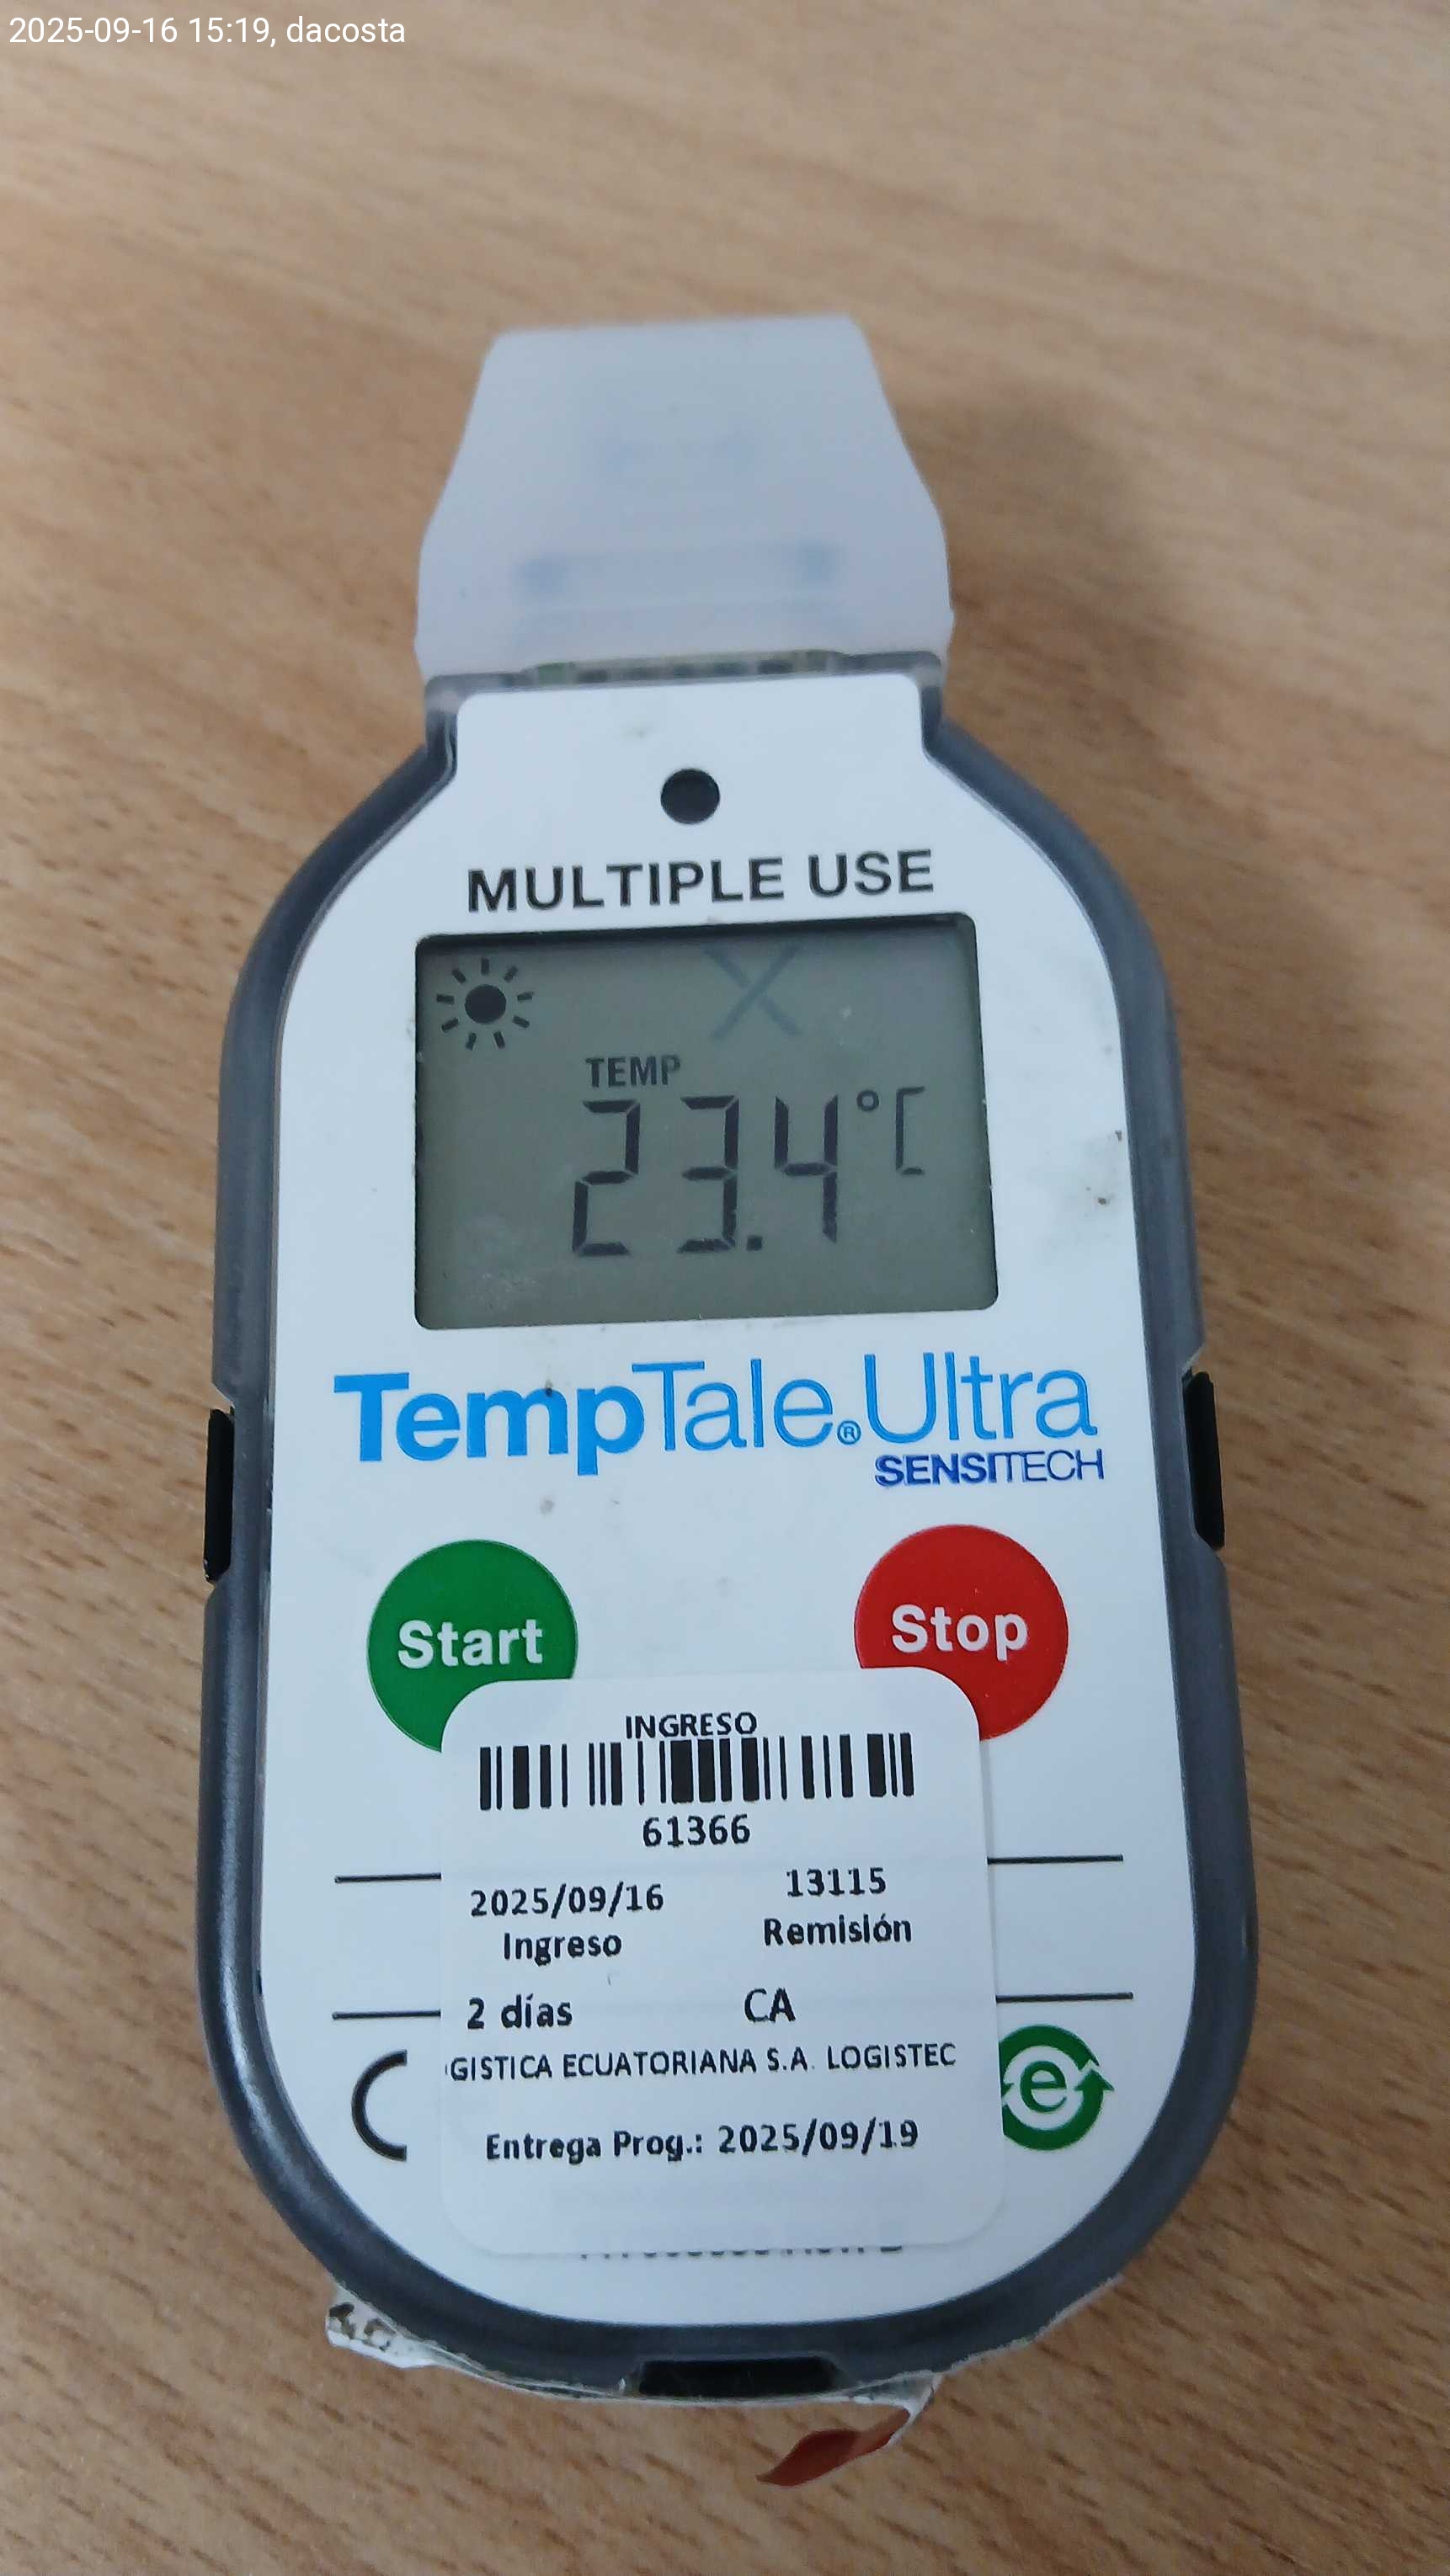 2025-09-16 15:19, dacosta
MULTIPLE USE
TEMP
23.4°C
TempTale®Ultra
SENSITECH
Start
Stop
INGRESO
61366
2025/09/16 13115
Ingreso Remisión
2 días CA
GISTICA ECUATORIANA S.A. LOGISTEC
e
Entrega Prog.: 2025/09/19